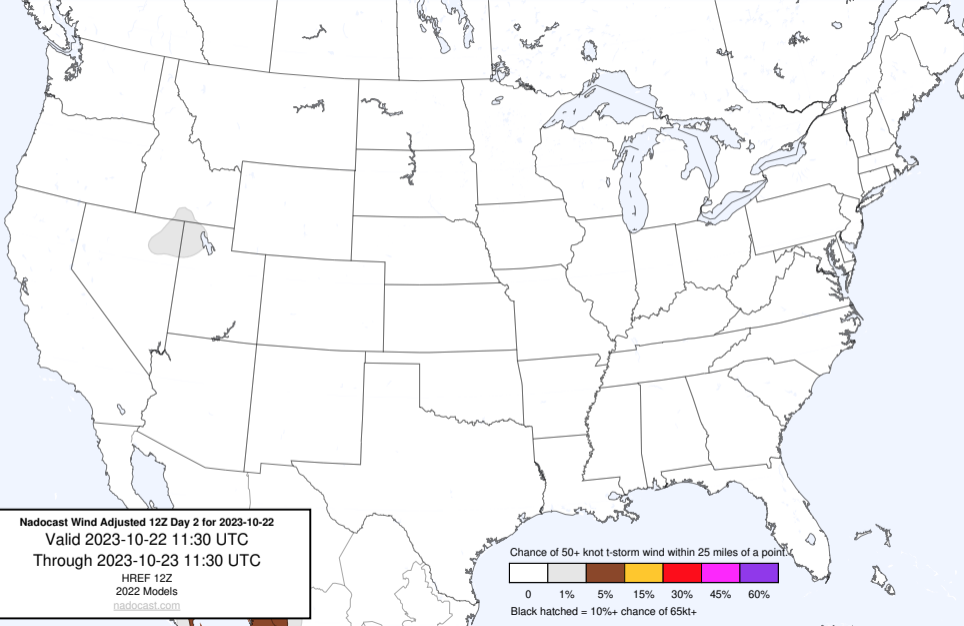 Nadocast Wind Adjusted 12Z Day 2 for 2023-10-22
Valid 2023-10-22 11:30 UTC
Through 2023-10-23 11:30 UTC
HREF 12Z
2022 Models
nadocast.com
Chance of 50+ knot t-storm wind within 25 miles of a point.
0 1% 5% 15% 30% 45% 60%
Black hatched = 10%+ chance of 65kt+